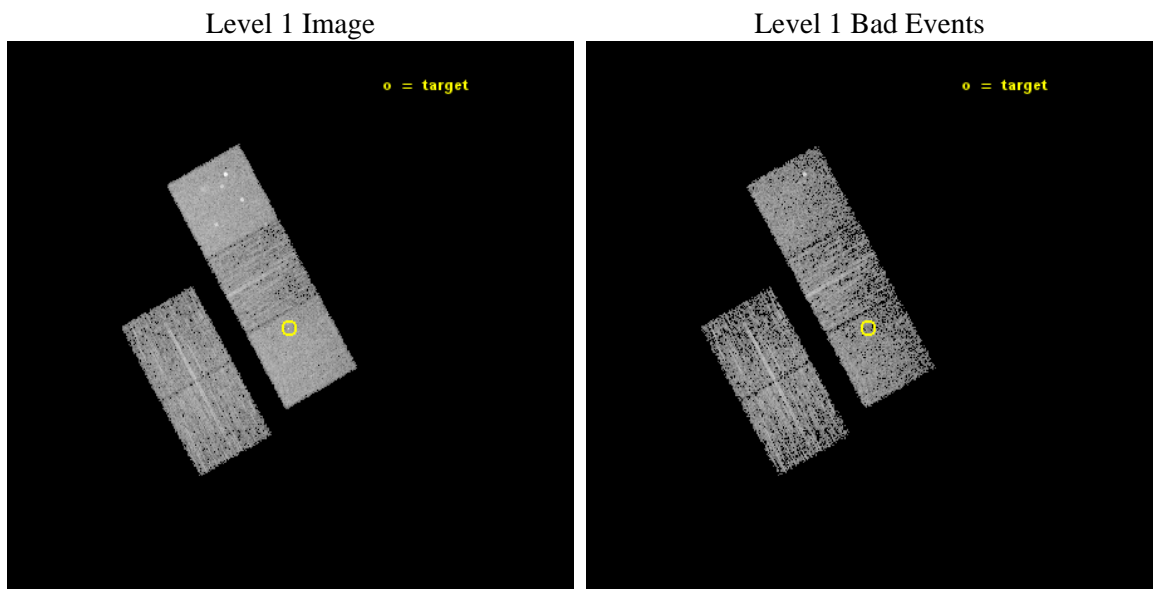 Level 1 Image
Level 1 Bad Events
o = target
o = target